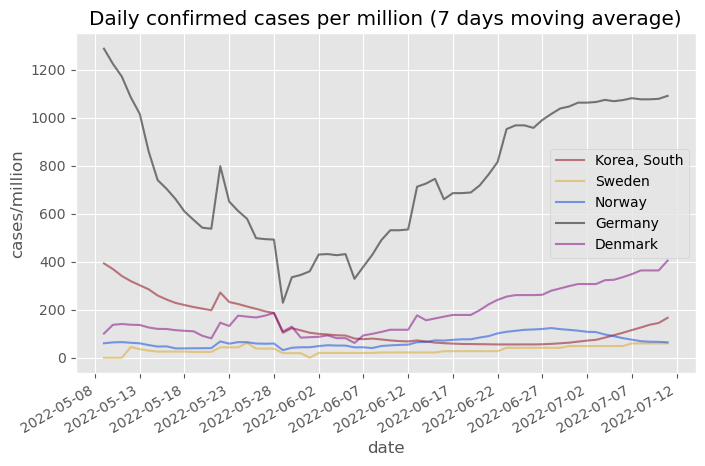 Daily confirmed cases per million (7 days moving average)
1200
1000
800
600
400
200
0
cases/million
Korea, South
Sweden
Norway
Germany
Denmark
2022-05-08
2022-05-13
2022-05-18
2022-05-23
2022-05-28
2022-06-02
2022-06-07
2022-06-12
2022-06-17
2022-06-22
2022-06-27
2022-07-02
2022-07-07
2022-07-12
date